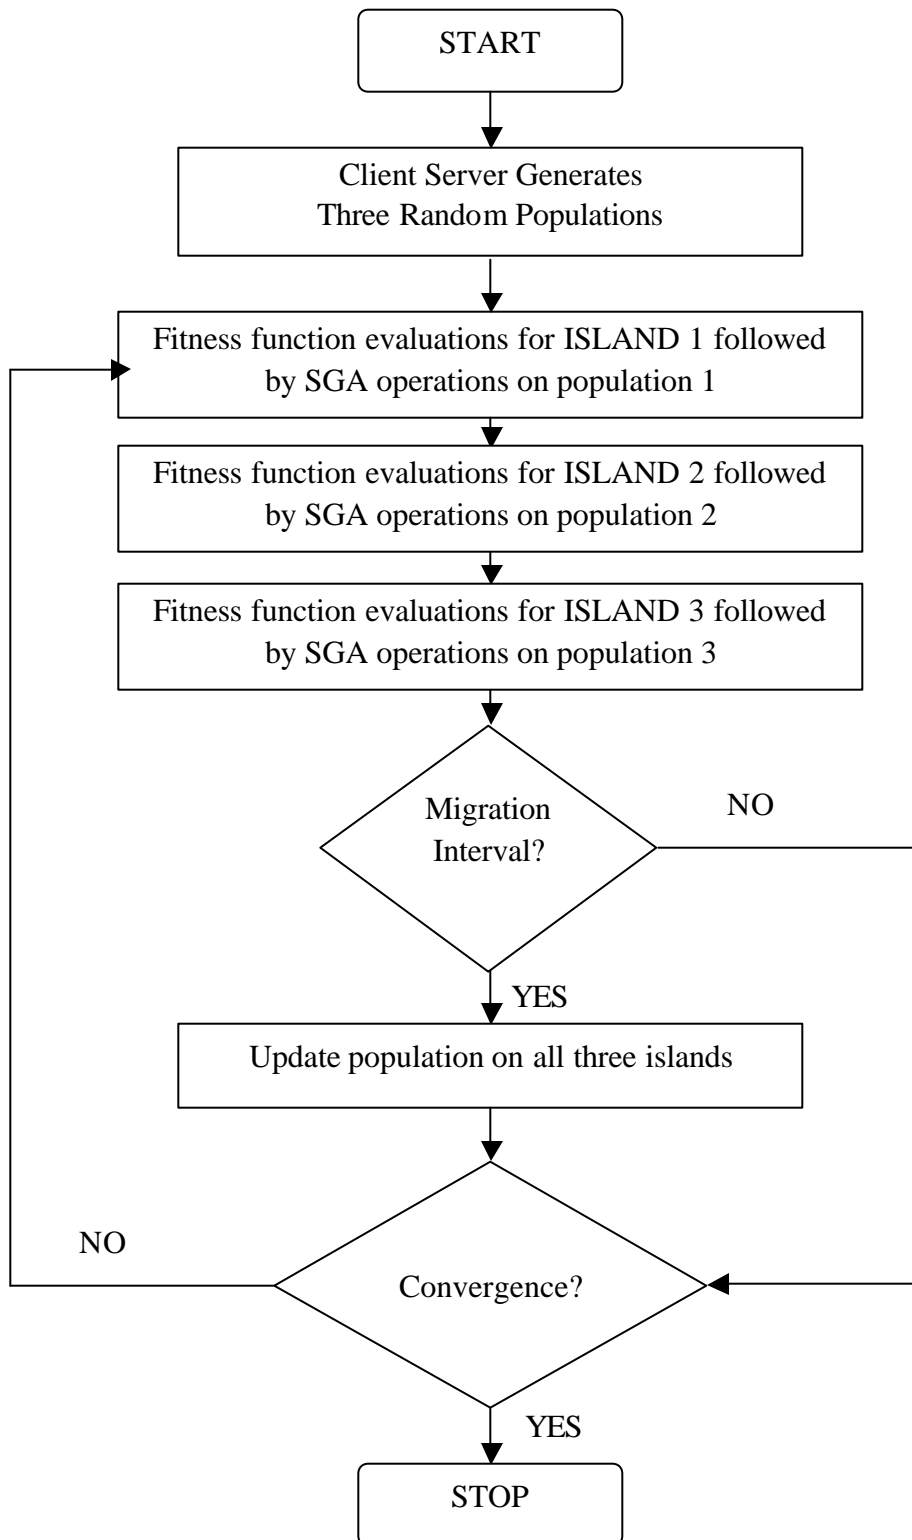 START
Client Server Generates
Three Random Populations
Fitness function evaluations for ISLAND 1 followed
by SGA operations on population 1
Fitness function evaluations for ISLAND 2 followed
by SGA operations on population 2
Fitness function evaluations for ISLAND 3 followed
by SGA operations on population 3
Migration
Interval?
NO
YES
Update population on all three islands
NO
Convergence?
YES
STOP